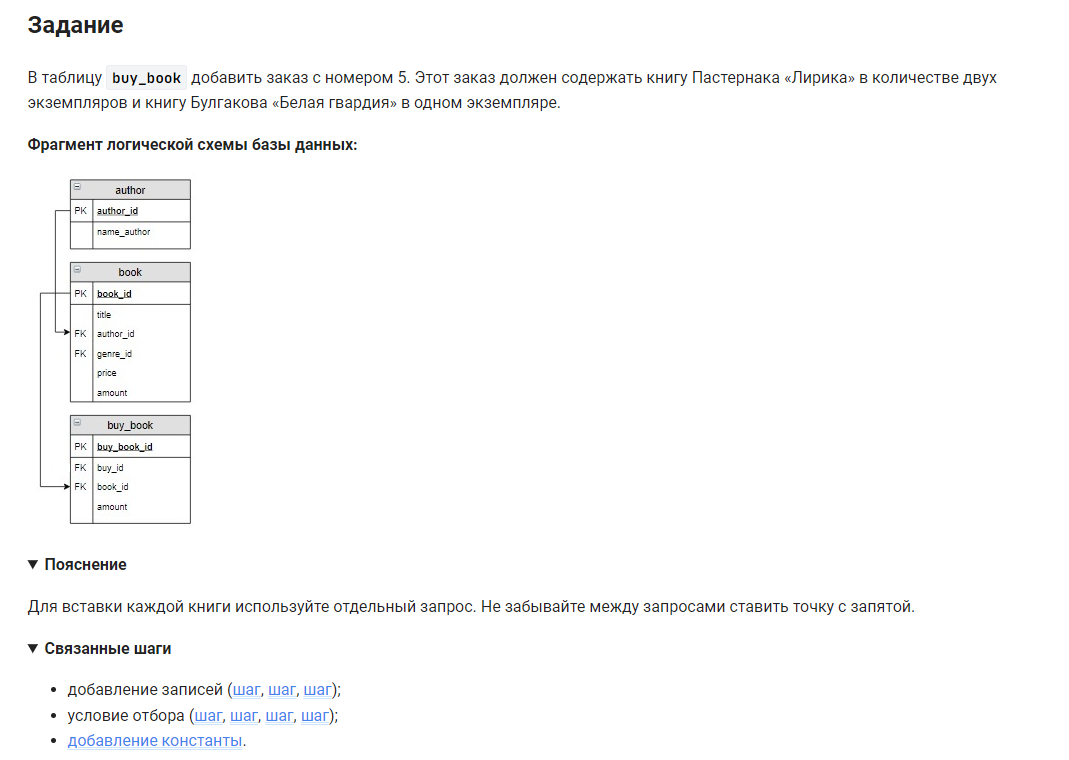 Задание
В таблицу buy_book добавить заказ с номером 5. Этот заказ должен содержать книгу Пастернака «Лирика» в количестве двух
экземпляров и книгу Булгакова «Белая гвардия» в одном экземпляре.
Фрагмент логической схемы базы данных:
author
PK author_id
name_author
book
PK book_id
title
FK author_id
FK genre_id
price
amount
buy_book
PK buy_book_id
FK buy_id
FK book_id
amount
Пояснение
Для вставки каждой книги используйте отдельный запрос. Не забывайте между запросами ставить точку с запятой.
Связанные шаги
• добавление записей (шаг, шаг, шаг);
• условие отбора (шаг, шаг, шаг, шаг);
• добавление константы.